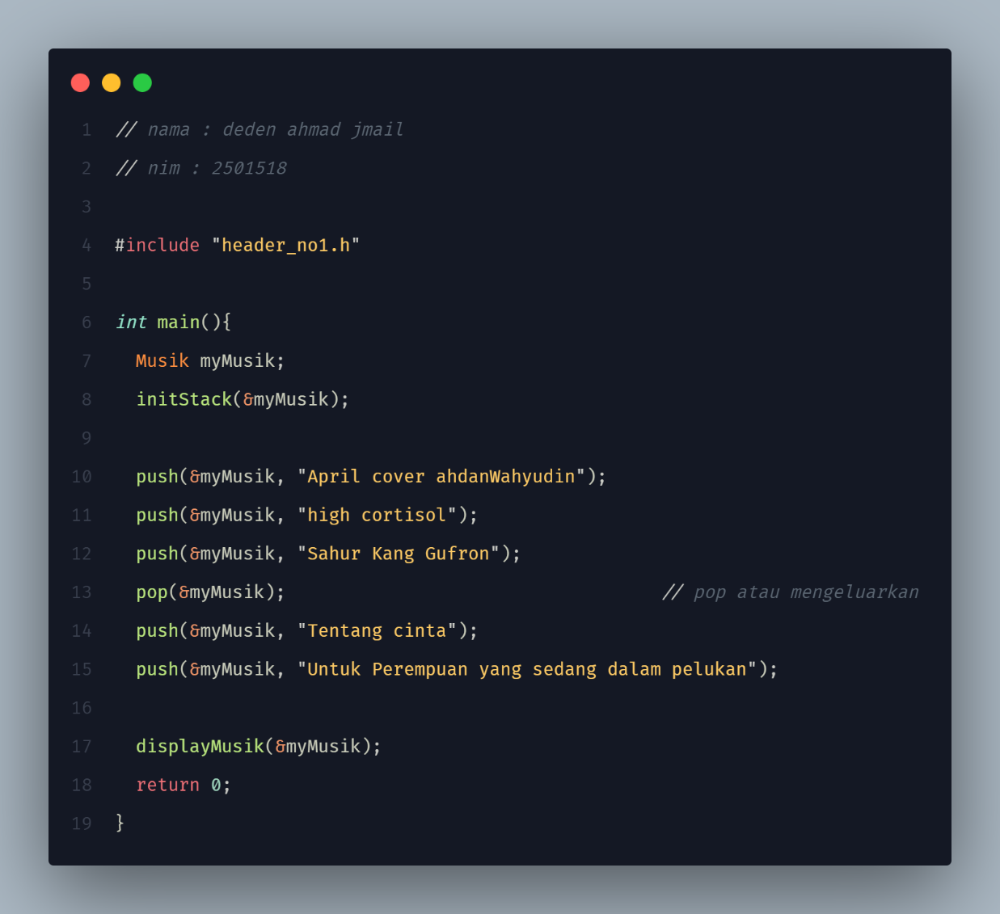 1 // nama : deden ahmad jmail
2 // nim : 2501518
3
4 #include "header_no1.h"
5
6 int main(){
7   Musik myMusik;
8   initStack(&myMusik);
9
10   push(&myMusik, "April cover ahdanWahyudin");
11   push(&myMusik, "high cortisol");
12   push(&myMusik, "Sahur Kang Gufron");
13   pop(&myMusik);                                   // pop atau mengeluarkan
14   push(&myMusik, "Tentang cinta");
15   push(&myMusik, "Untuk Perempuan yang sedang dalam pelukan");
16
17   displayMusik(&myMusik);
18   return 0;
19 }